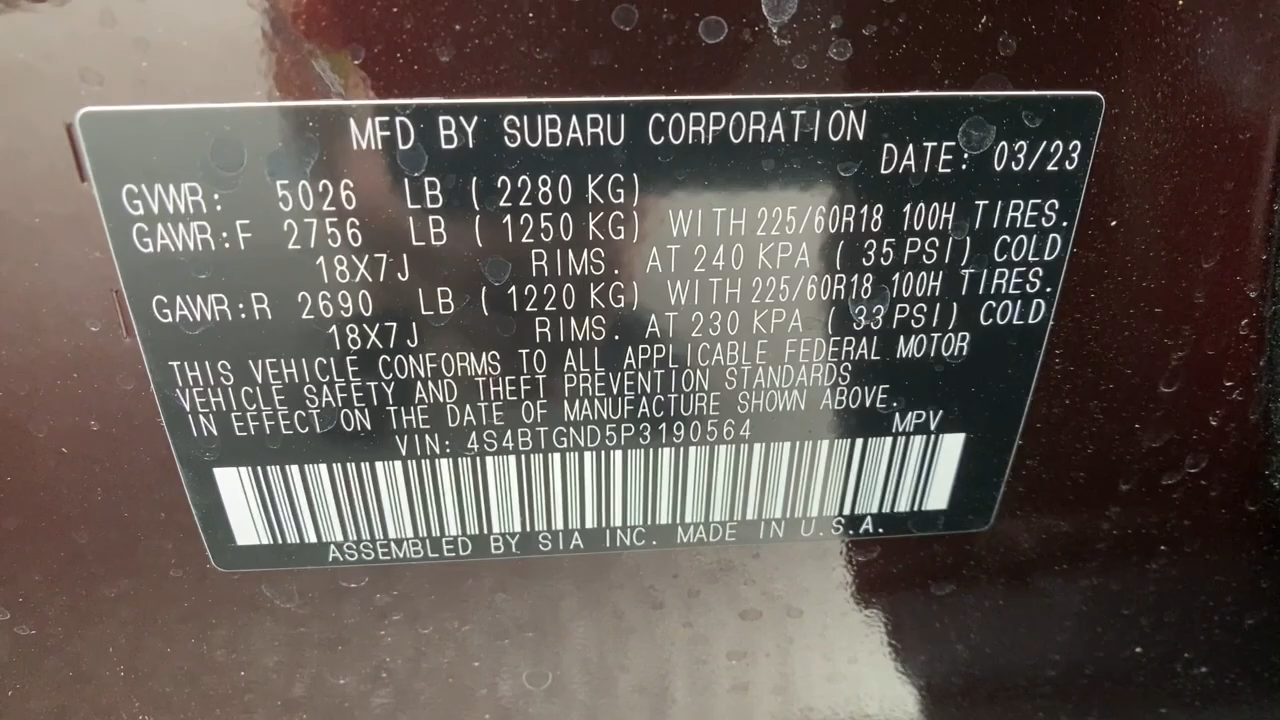 MFD BY SUBARU CORPORATION
DATE: 03/23
GVWR: 5026 LB ( 2280 KG)
GAWR:F 2756 LB ( 1250 KG) WITH 225/60R18 100H TIRES.
18X7J RIMS. AT 240 KPA ( 35 PSI) COLD
GAWR:R 2690 LB ( 1220 KG) WITH 225/60R18 100H TIRES.
18X7J RIMS. AT 230 KPA ( 33 PSI) COLD
THIS VEHICLE CONFORMS TO ALL APPLICABLE FEDERAL MOTOR
VEHICLE SAFETY AND THEFT PREVENTION STANDARDS
IN EFFECT ON THE DATE OF MANUFACTURE SHOWN ABOVE.
VIN: 4S4BTGND5P3190564 MPV
ASSEMBLED BY SIA INC. MADE IN U.S.A.